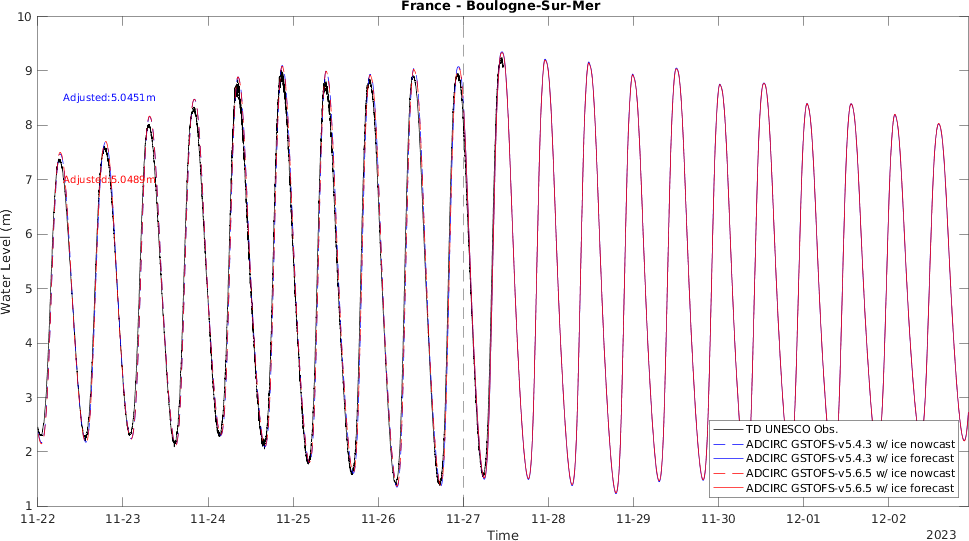 France - Boulogne-Sur-Mer
10
9
Adjusted:5.0451m
8
7
Adjusted:5.0489m
6
5
4
3
2
1
Water Level (m)
TD UNESCO Obs.
ADCIRC GSTOFS-v5.4.3 w/ ice nowcast
ADCIRC GSTOFS-v5.4.3 w/ ice forecast
ADCIRC GSTOFS-v5.6.5 w/ ice nowcast
ADCIRC GSTOFS-v5.6.5 w/ ice forecast
11-22 11-23 11-24 11-25 11-26 11-27 11-28 11-29 11-30 12-01 12-02
Time
2023